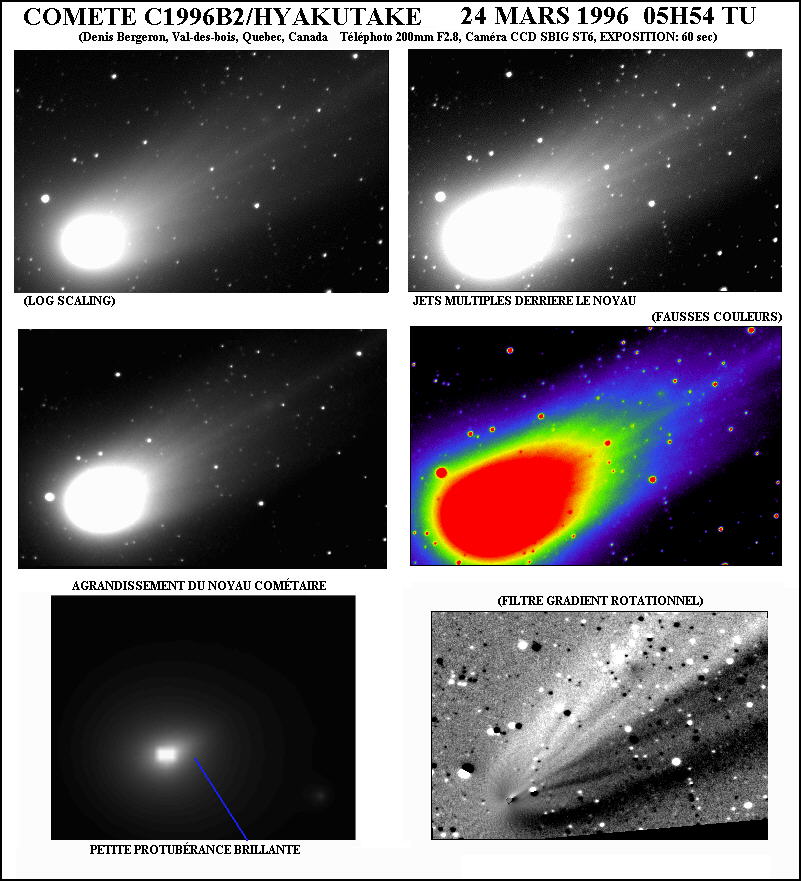 COMETE C1996B2/HYAKUTAKE 24 MARS 1996 05H54 TU
(Denis Bergeron, Val-des-bois, Quebec, Canada Téléphoto 200mm F2.8, Caméra CCD SBIG ST6, EXPOSITION: 60 sec)
(LOG SCALING)
JETS MULTIPLES DERRIERE LE NOYAU
(FAUSSES COULEURS)
AGRANDISSEMENT DU NOYAU COMÉTAIRE
(FILTRE GRADIENT ROTATIONNEL)
PETITE PROTUBÉRANCE BRILLANTE